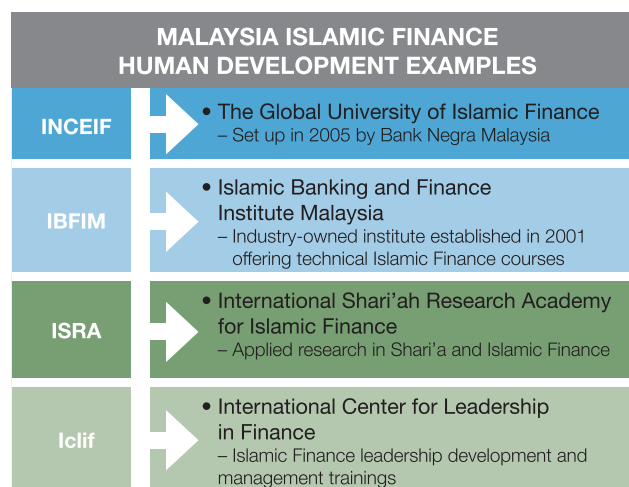 MALAYSIA ISLAMIC FINANCE
HUMAN DEVELOPMENT EXAMPLES
INCEIF
• The Global University of Islamic Finance
– Set up in 2005 by Bank Negra Malaysia
IBFIM
• Islamic Banking and Finance
Institute Malaysia
– Industry-owned institute established in 2001
offering technical Islamic Finance courses
ISRA
• International Shari’ah Research Academy
for Islamic Finance
– Applied research in Shari’a and Islamic Finance
Iclif
• International Center for Leadership
in Finance
– Islamic Finance leadership development and
management trainings